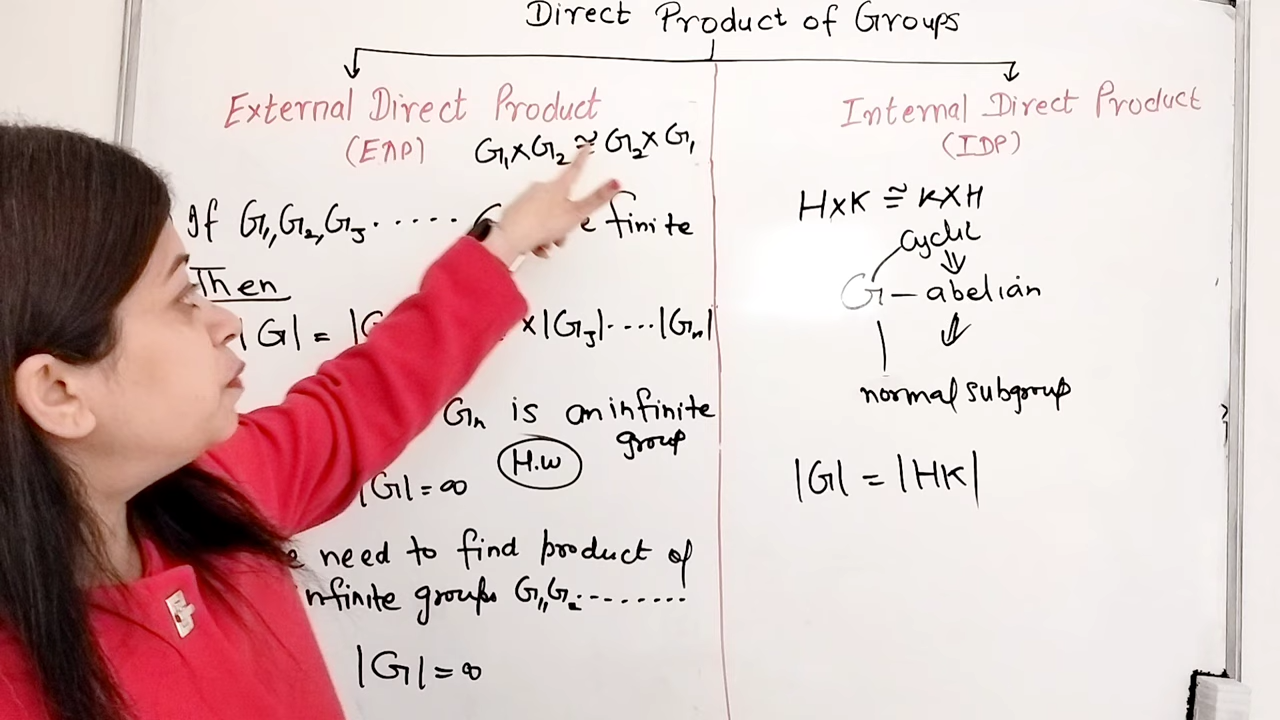 Direct Product of Groups
External Direct Product
(EDP)
G₁×G₂ ≅ G₂×G₁
If G₁,G₂,G₃ ..... finite
Then
|G| = ×|G₃|....|Gₙ|
Gₙ is an infinite
group
H.W
|G| = ∞
need to find product of
infinite groups G₁,G₂.........
|G| = ∞
Internal Direct Product
(IDP)
H×K ≅ K×H
cyclic
⇓
G — abelian
⇓
normal subgroup
|G| = |HK|